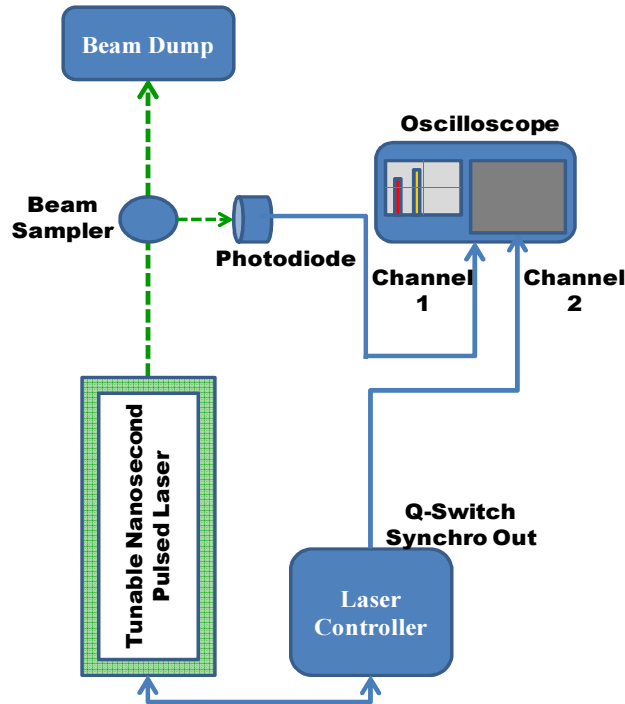 Beam Dump
Oscilloscope
Beam
Sampler
Photodiode
Channel
1
Channel
2
Tunable Nanosecond
Pulsed Laser
Q-Switch
Synchro Out
Laser
Controller